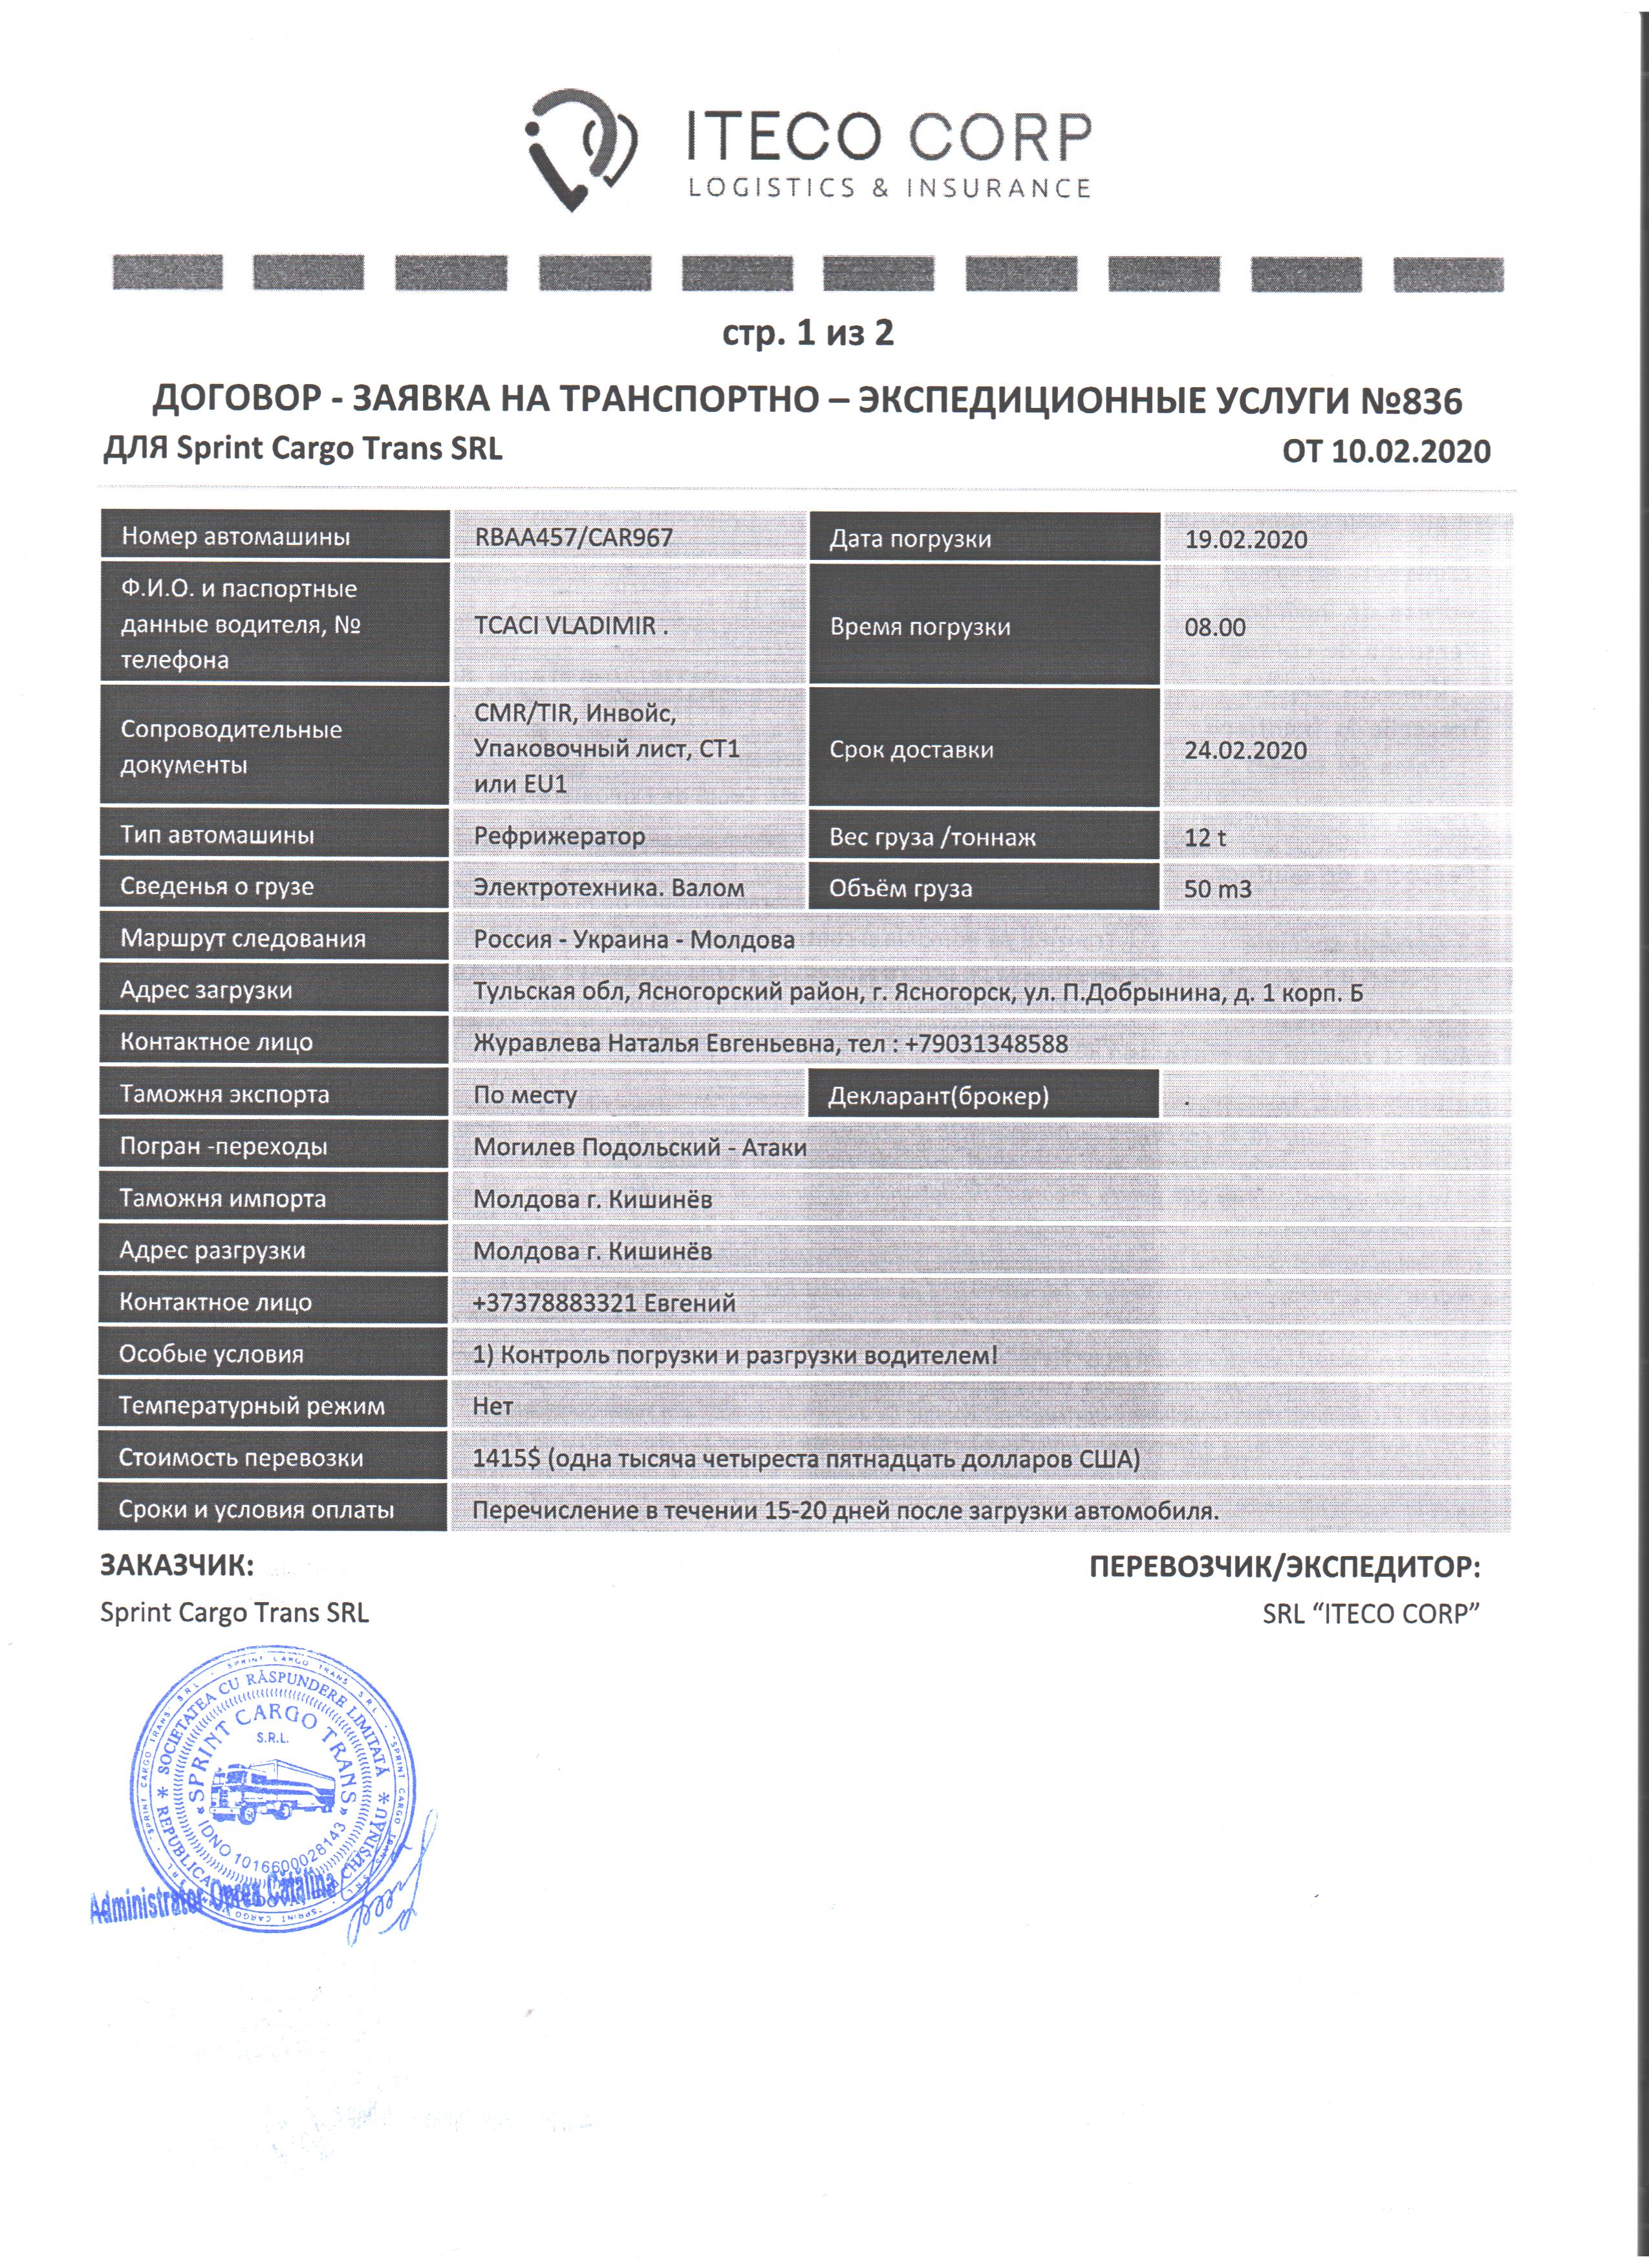 ITECO CORP
LOGISTICS & INSURANCE
стр. 1 из 2
ДОГОВОР - ЗАЯВКА НА ТРАНСПОРТНО – ЭКСПЕДИЦИОННЫЕ УСЛУГИ №836
ДЛЯ Sprint Cargo Trans SRL ОТ 10.02.2020
Номер автомашины RBAA457/CAR967 Дата погрузки 19.02.2020
Ф.И.О. и паспортные
данные водителя, №
телефона
TCACI VLADIMIR .
Время погрузки 08.00
Сопроводительные
документы
CMR/TIR, Инвойс,
Упаковочный лист, СТ1
или EU1
Срок доставки 24.02.2020
Тип автомашины Рефрижератор Вес груза /тоннаж 12 t
Сведенья о грузе Электротехника. Валом Объём груза 50 m3
Маршрут следования Россия - Украина - Молдова
Адрес загрузки Тульская обл, Ясногорский район, г. Ясногорск, ул. П.Добрынина, д. 1 корп. Б
Контактное лицо Журавлева Наталья Евгеньевна, тел : +79031348588
Таможня экспорта По месту Декларант(брокер) .
Погран -переходы Могилев Подольский - Атаки
Таможня импорта Молдова г. Кишинёв
Адрес разгрузки Молдова г. Кишинёв
Контактное лицо +37378883321 Евгений
Особые условия 1) Контроль погрузки и разгрузки водителем!
Температурный режим Нет
Стоимость перевозки 1415$ (одна тысяча четыреста пятнадцать долларов США)
Сроки и условия оплаты Перечисление в течении 15-20 дней после загрузки автомобиля.
ЗАКАЗЧИК: ПЕРЕВОЗЧИК/ЭКСПЕДИТОР:
Sprint Cargo Trans SRL SRL “ITECO CORP”
SPRINT CARGO TRANS SRL
* SOCIETATEA CU RĂSPUNDERE LIMITATĂ *
«SPRINT CARGO TRANS»
S.R.L.
IDNO 1016600028143
REPUBLICA MOLDOVA, CHIŞINĂU
Administrator Oprea Cătălina